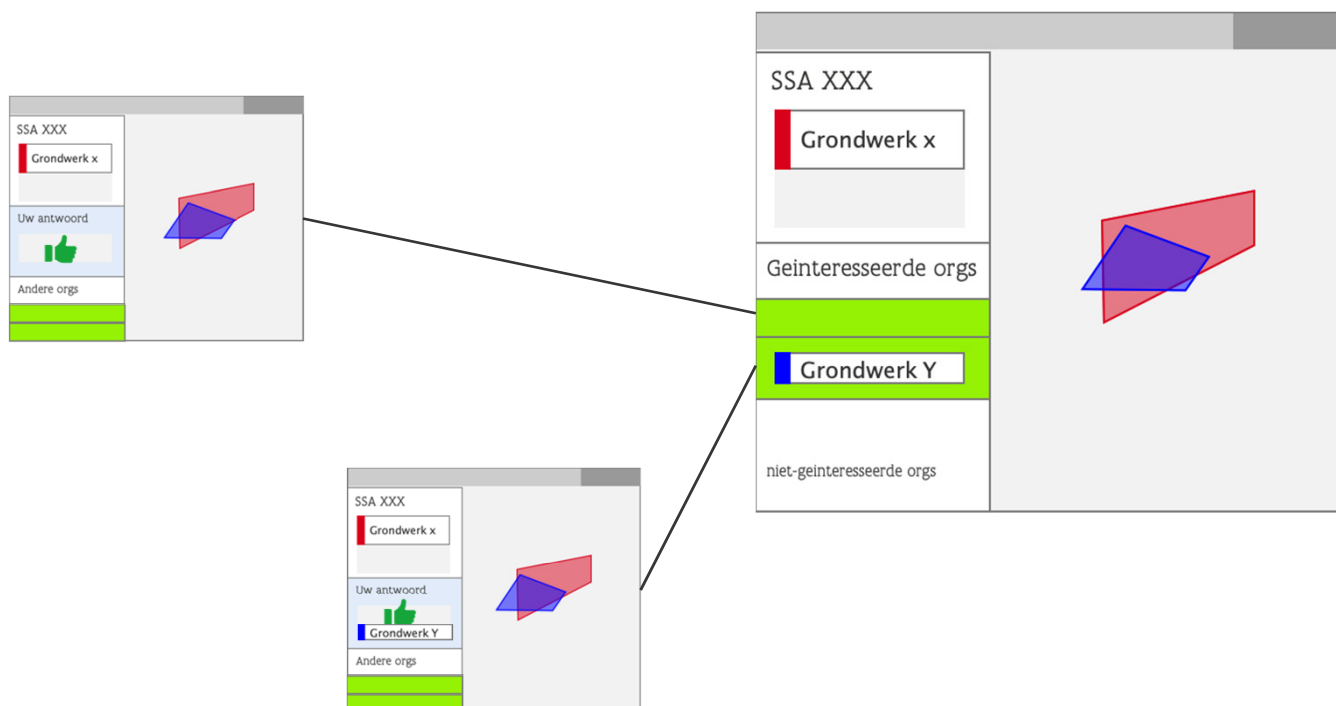 SSA XXX
Grondwerk x
Uw antwoord
Andere orgs
SSA XXX
Grondwerk x
Geinteresseerde orgs
Grondwerk Y
niet-geinteresseerde orgs
SSA XXX
Grondwerk x
Uw antwoord
Grondwerk Y
Andere orgs